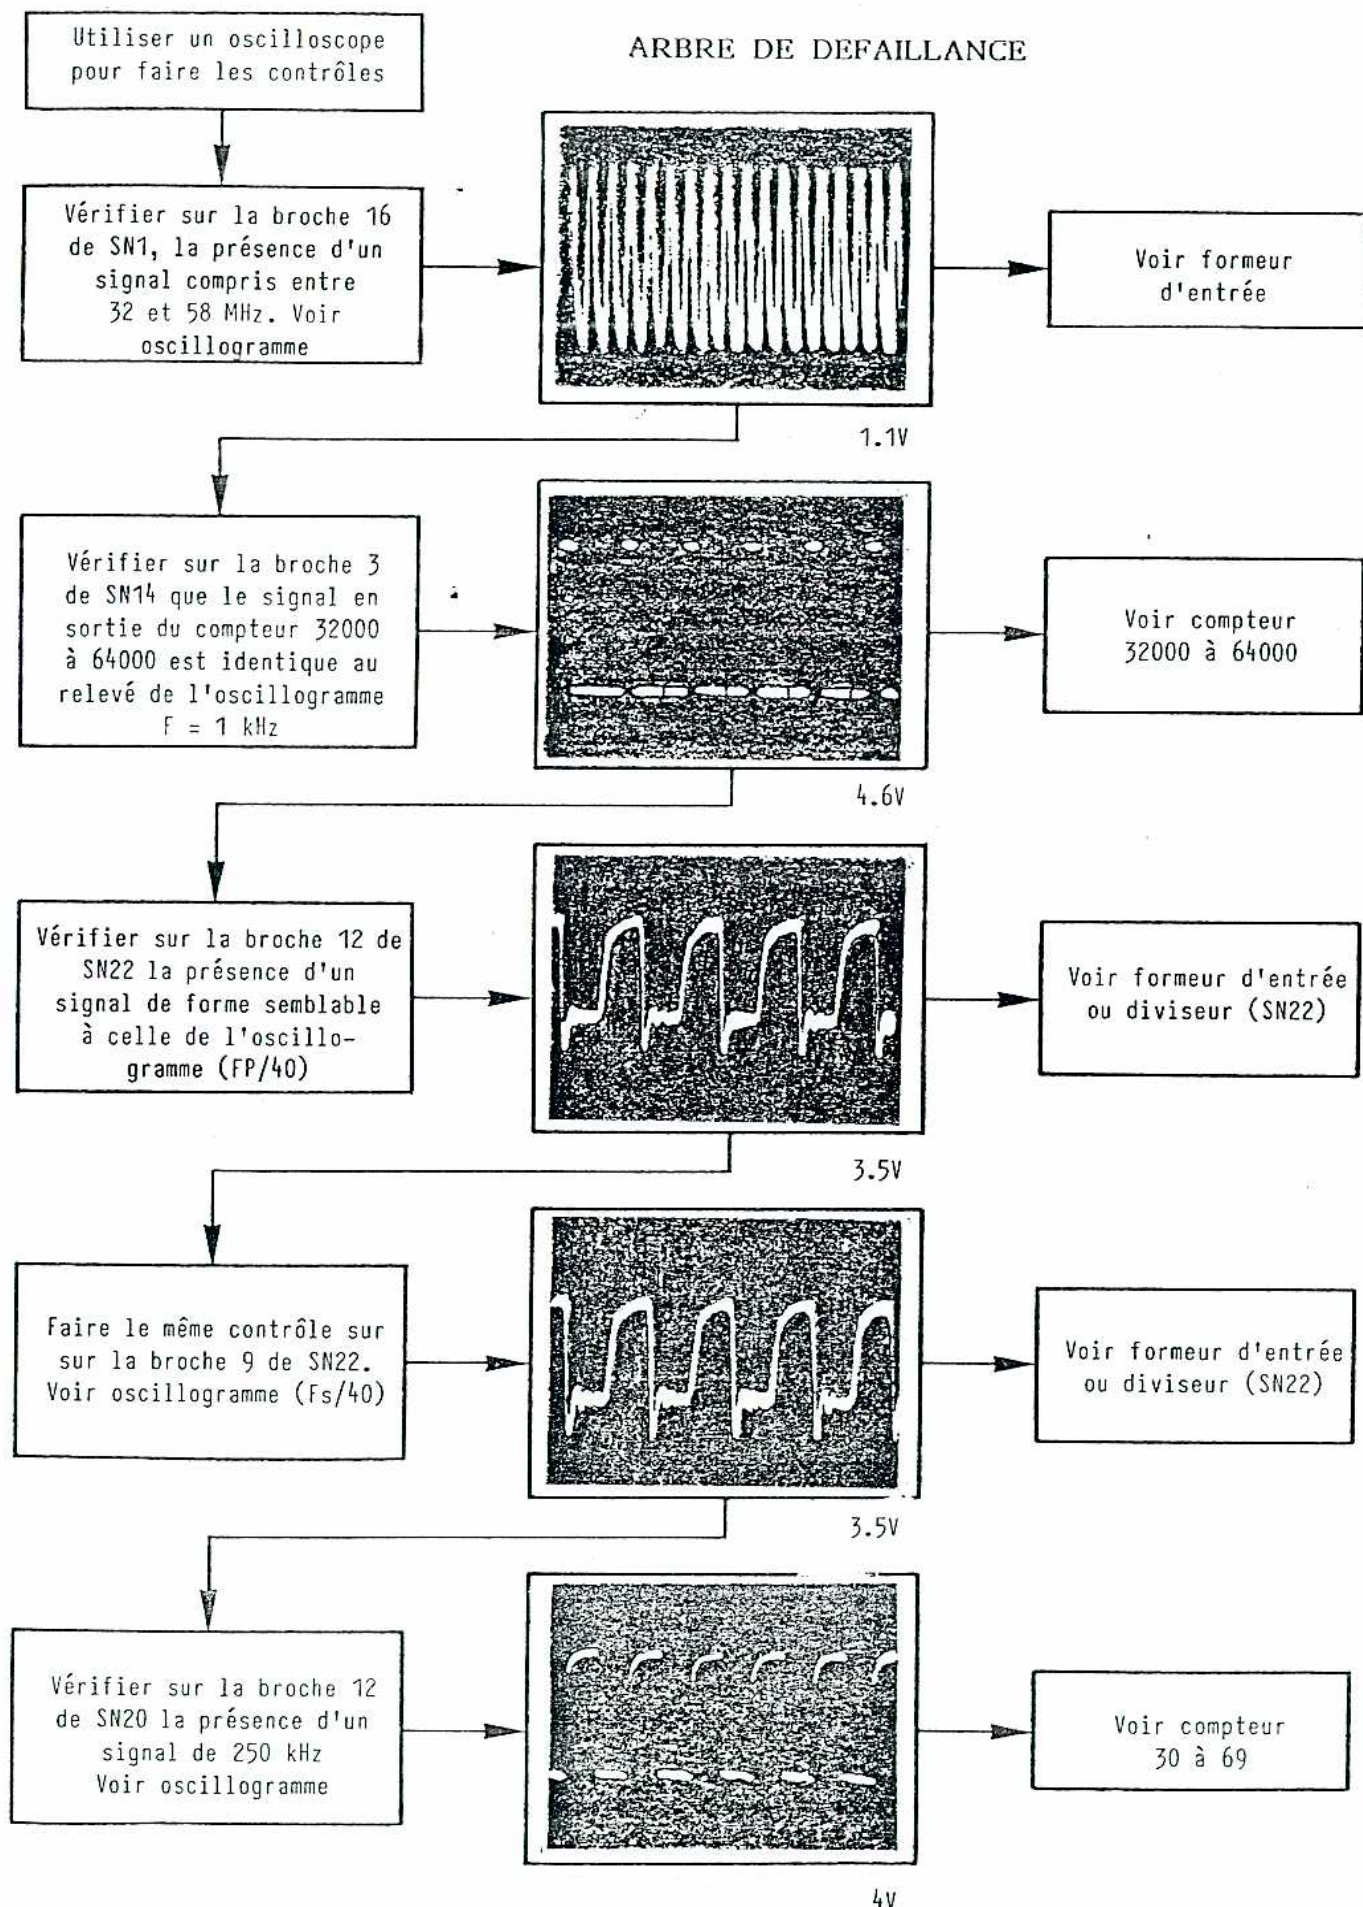 Utiliser un oscilloscope
pour faire les contrôles
ARBRE DE DEFAILLANCE
Vérifier sur la broche 16
de SN1, la présence d'un
signal compris entre
32 et 58 MHz. Voir
oscillogramme
Voir formeur
d'entrée
1.1V
Vérifier sur la broche 3
de SN14 que le signal en
sortie du compteur 32000
à 64000 est identique au
relevé de l'oscillogramme
F = 1 kHz
Voir compteur
32000 à 64000
4.6V
Vérifier sur la broche 12 de
SN22 la présence d'un
signal de forme semblable
à celle de l'oscillo-
gramme (FP/40)
Voir formeur d'entrée
ou diviseur (SN22)
3.5V
Faire le même contrôle sur
sur la broche 9 de SN22.
Voir oscillogramme (Fs/40)
Voir formeur d'entrée
ou diviseur (SN22)
3.5V
Vérifier sur la broche 12
de SN20 la présence d'un
signal de 250 kHz
Voir oscillogramme
Voir compteur
30 à 69
4V